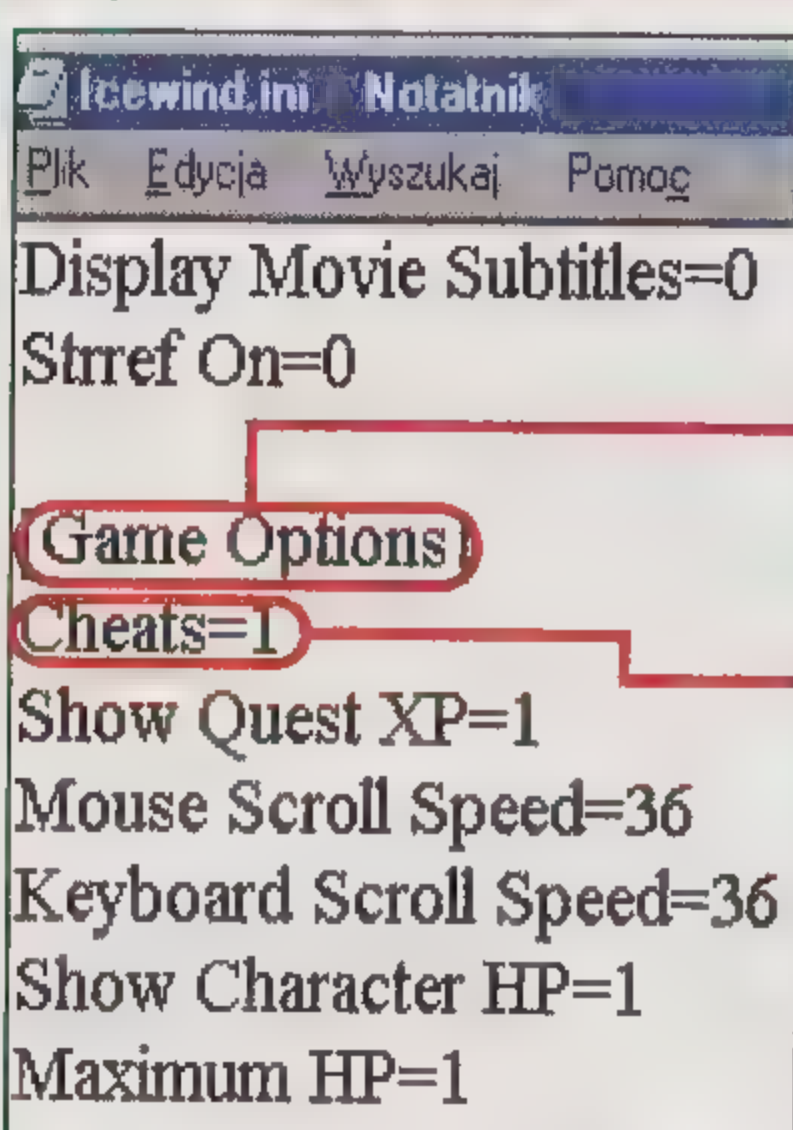 Icewind.ini Notatnik
Plik Edycja Wyszukaj Pomoc
Display Movie Subtitles=0
Strref On=0
Game Options
Cheats=1
Show Quest XP=1
Mouse Scroll Speed=36
Keyboard Scroll Speed=36
Show Character HP=1
Maximum HP=1